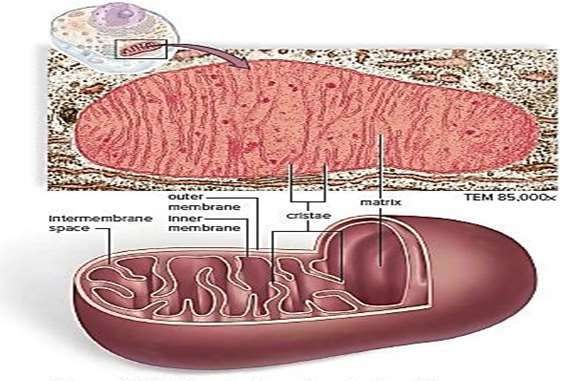 TEM 85,000x
outer
membrane
Intermembrane
space
inner
membrane
cristae
matrix